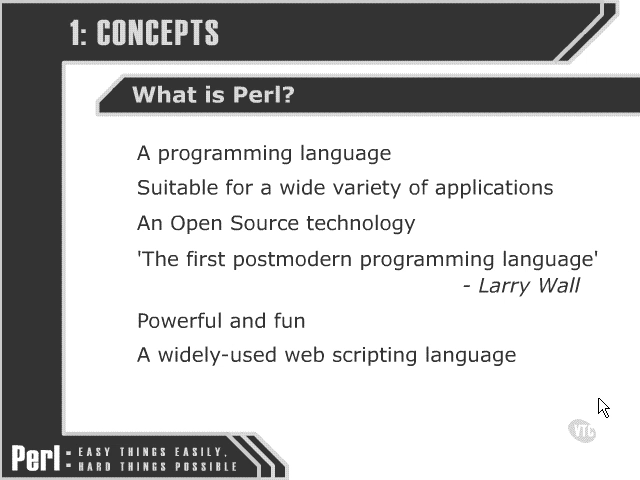 1: CONCEPTS
What is Perl?
A programming language
Suitable for a wide variety of applications
An Open Source technology
'The first postmodern programming language'
- Larry Wall
Powerful and fun
A widely-used web scripting language
VTC
Perl: EASY THINGS EASILY,
HARD THINGS POSSIBLE